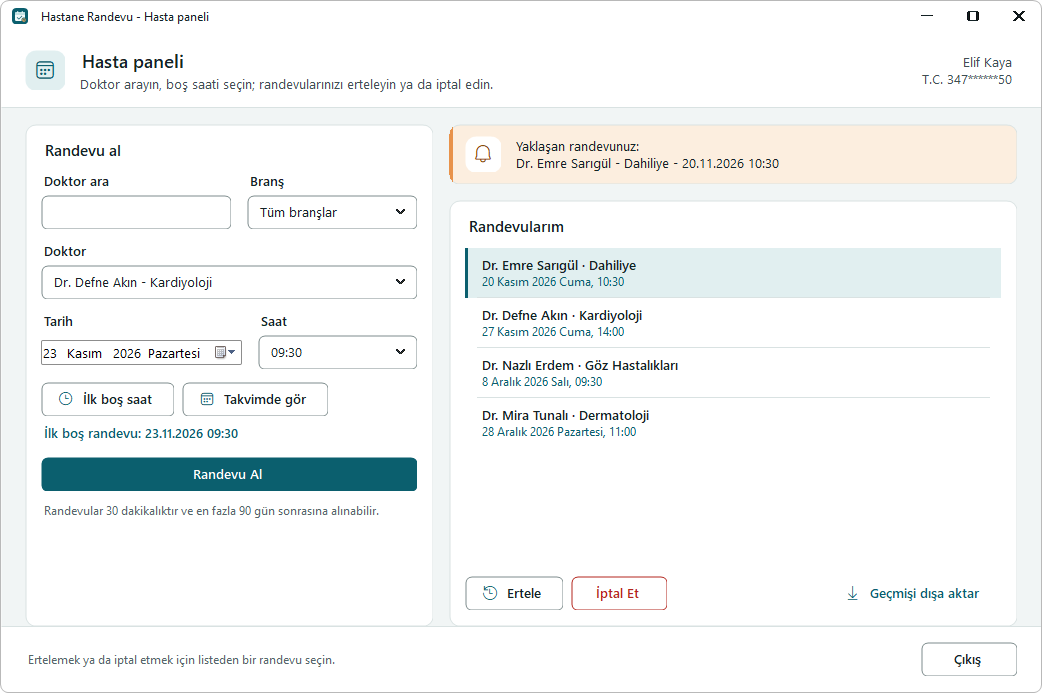 Hastane Randevu - Hasta paneli
Hasta paneli
Doktor arayın, boş saati seçin; randevularınızı erteleyin ya da iptal edin.
Elif Kaya
T.C. 347******50
Randevu al
Doktor ara
Branş
Tüm branşlar
Doktor
Dr. Defne Akın - Kardiyoloji
Tarih
Saat
23 Kasım 2026 Pazartesi
09:30
İlk boş saat
Takvimde gör
İlk boş randevu: 23.11.2026 09:30
Randevu Al
Randevular 30 dakikalıktır ve en fazla 90 gün sonrasına alınabilir.
Yaklaşan randevunuz:
Dr. Emre Sarıgül - Dahiliye - 20.11.2026 10:30
Randevularım
Dr. Emre Sarıgül · Dahiliye
20 Kasım 2026 Cuma, 10:30
Dr. Defne Akın · Kardiyoloji
27 Kasım 2026 Cuma, 14:00
Dr. Nazlı Erdem · Göz Hastalıkları
8 Aralık 2026 Salı, 09:30
Dr. Mira Tunalı · Dermatoloji
28 Aralık 2026 Pazartesi, 11:00
Ertele
İptal Et
Geçmişi dışa aktar
Ertelemek ya da iptal etmek için listeden bir randevu seçin.
Çıkış